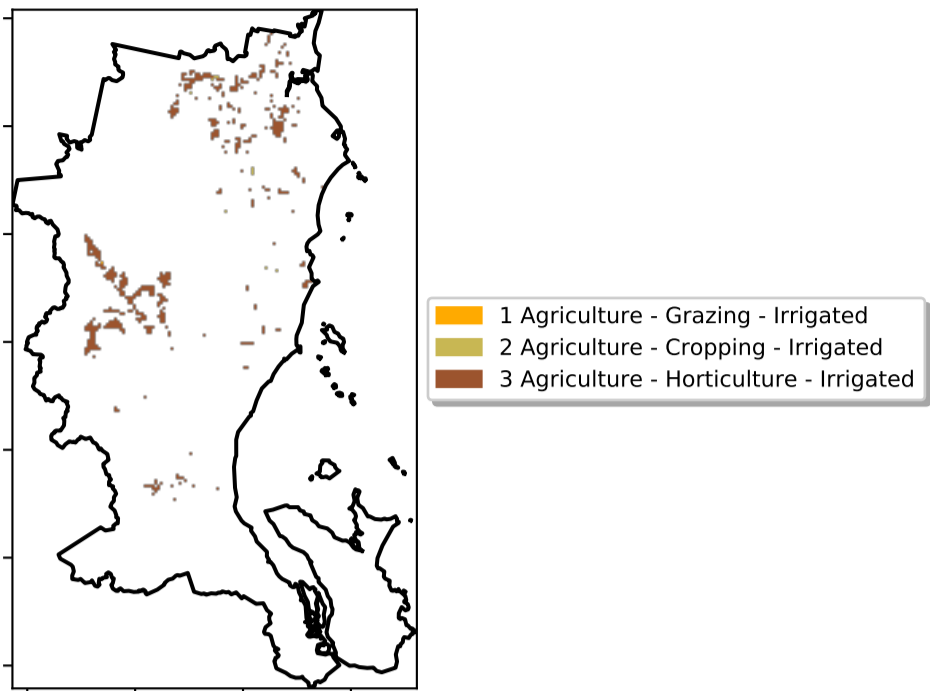 1 Agriculture - Grazing - Irrigated
2 Agriculture - Cropping - Irrigated
3 Agriculture - Horticulture - Irrigated